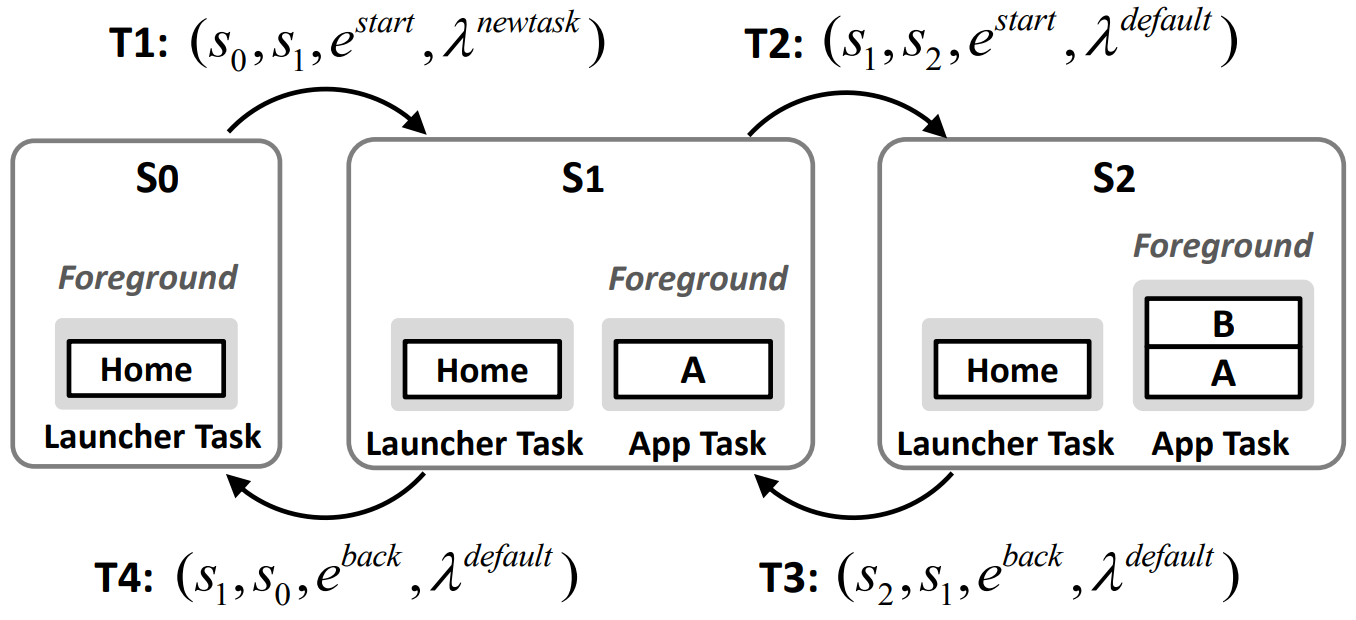 T1: (s₀, s₁, e^start, λ^newtask)
T2: (s₁, s₂, e^start, λ^default)
S0
S1
S2
Foreground
Foreground
Foreground
Home
Home
A
Home
B
A
Launcher Task
Launcher Task
App Task
Launcher Task
App Task
T4: (s₁, s₀, e^back, λ^default)
T3: (s₂, s₁, e^back, λ^default)